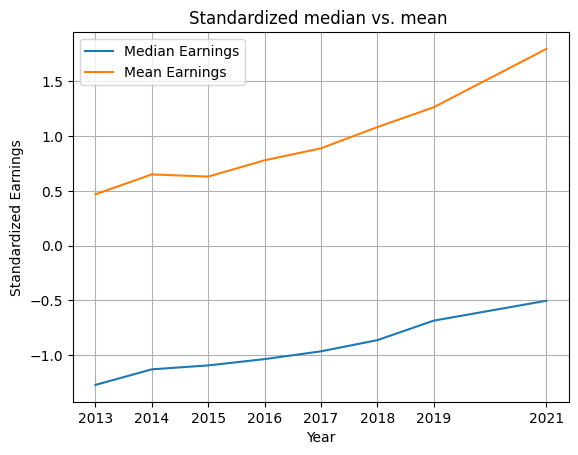 Standardized median vs. mean
Median Earnings
Mean Earnings
Standardized Earnings
1.5
1.0
0.5
0.0
−0.5
−1.0
2013 2014 2015 2016 2017 2018 2019 2021
Year